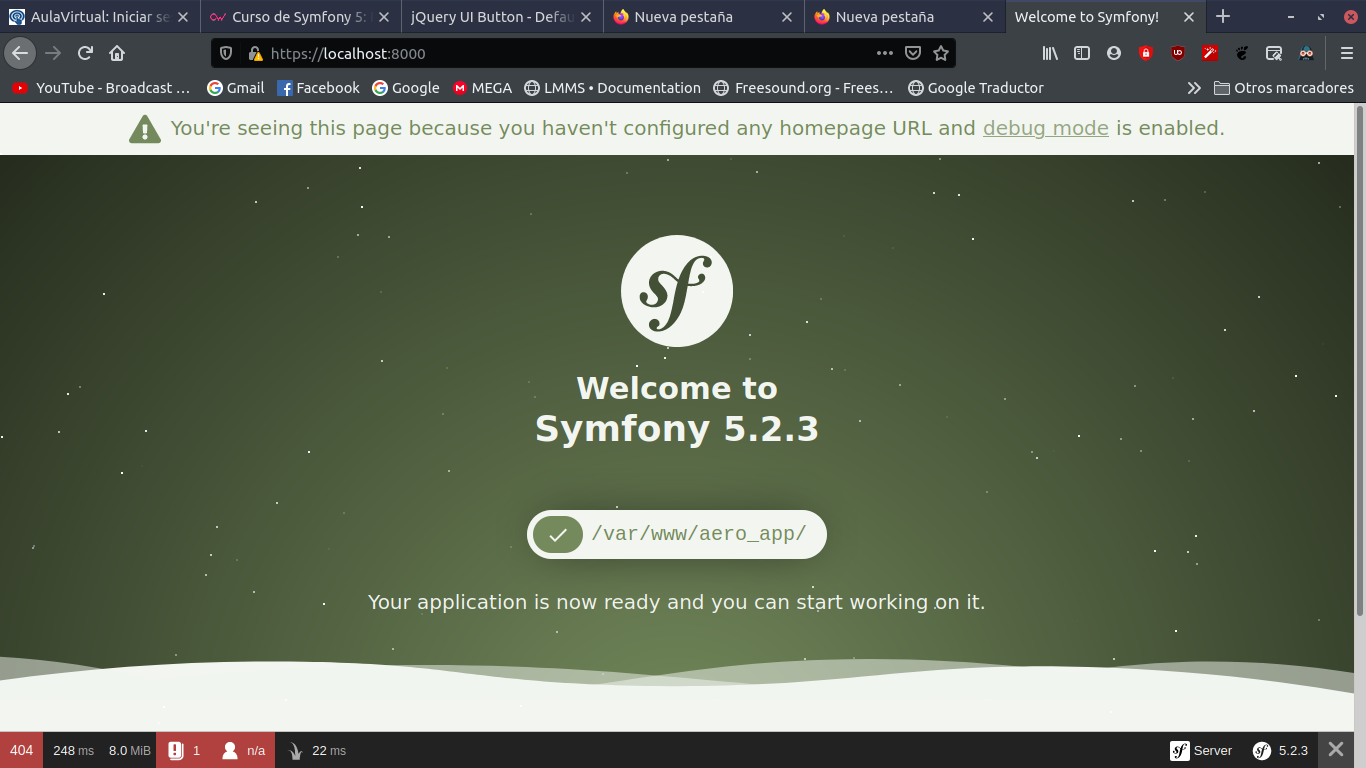 AulaVirtual: Iniciar se
Curso de Symfony 5:
jQuery UI Button - Defau
Nueva pestaña
Nueva pestaña
Welcome to Symfony!
https://localhost:8000
YouTube - Broadcast …
Gmail
Facebook
Google
MEGA
LMMS • Documentation
Freesound.org - Frees…
Google Traductor
Otros marcadores
You're seeing this page because you haven't configured any homepage URL and debug mode is enabled.
sf
Welcome to
Symfony 5.2.3
/var/www/aero_app/
Your application is now ready and you can start working on it.
404
248 ms
8.0 MiB
1
n/a
22 ms
sf Server
sf 5.2.3